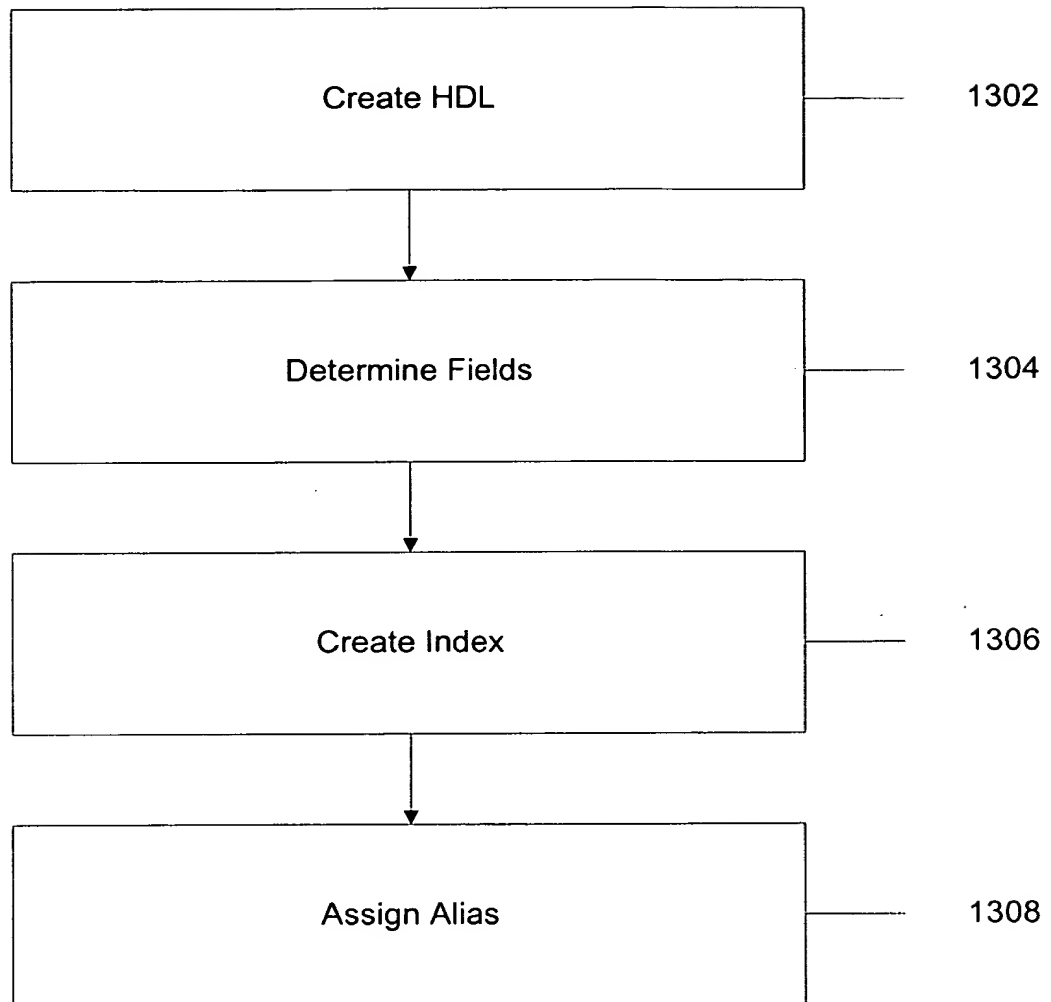 Create HDL 1302
Determine Fields 1304
Create Index 1306
Assign Alias 1308